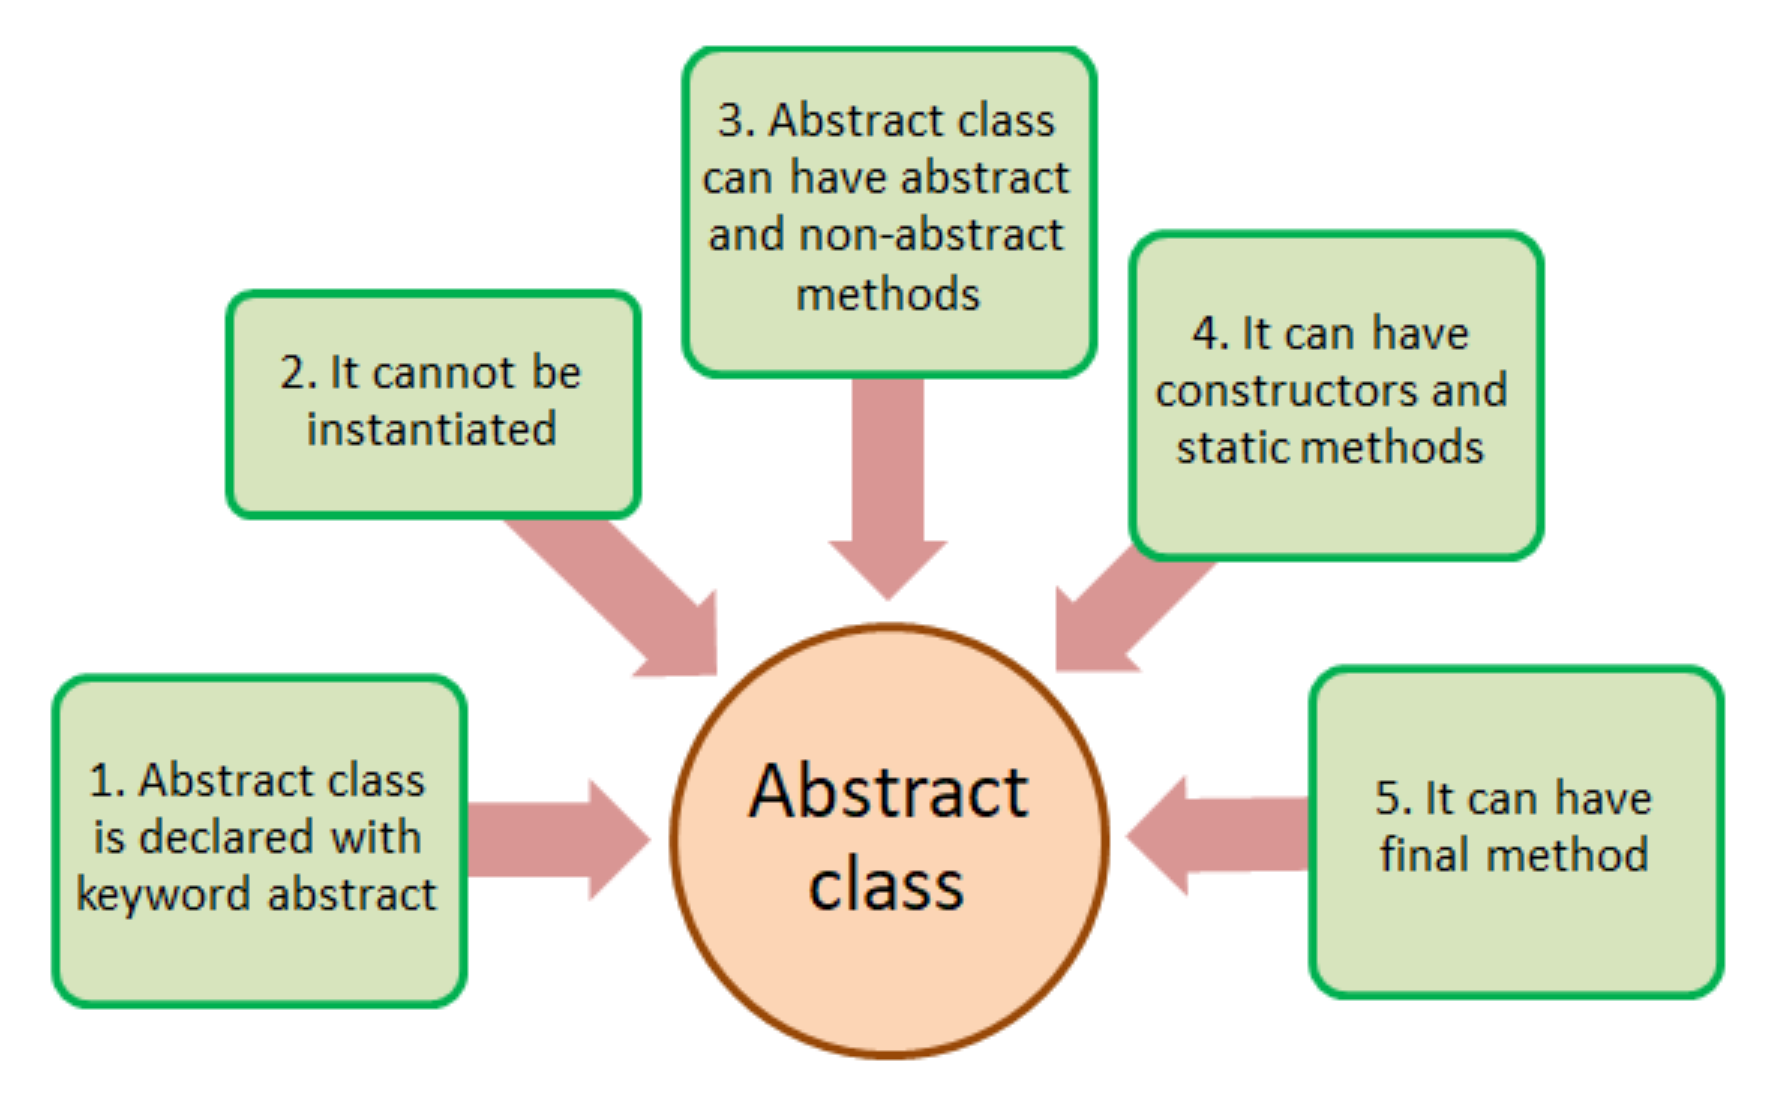 1. Abstract class
is declared with
keyword abstract
2. It cannot be
instantiated
3. Abstract class
can have abstract
and non-abstract
methods
4. It can have
constructors and
static methods
5. It can have
final method
Abstract
class